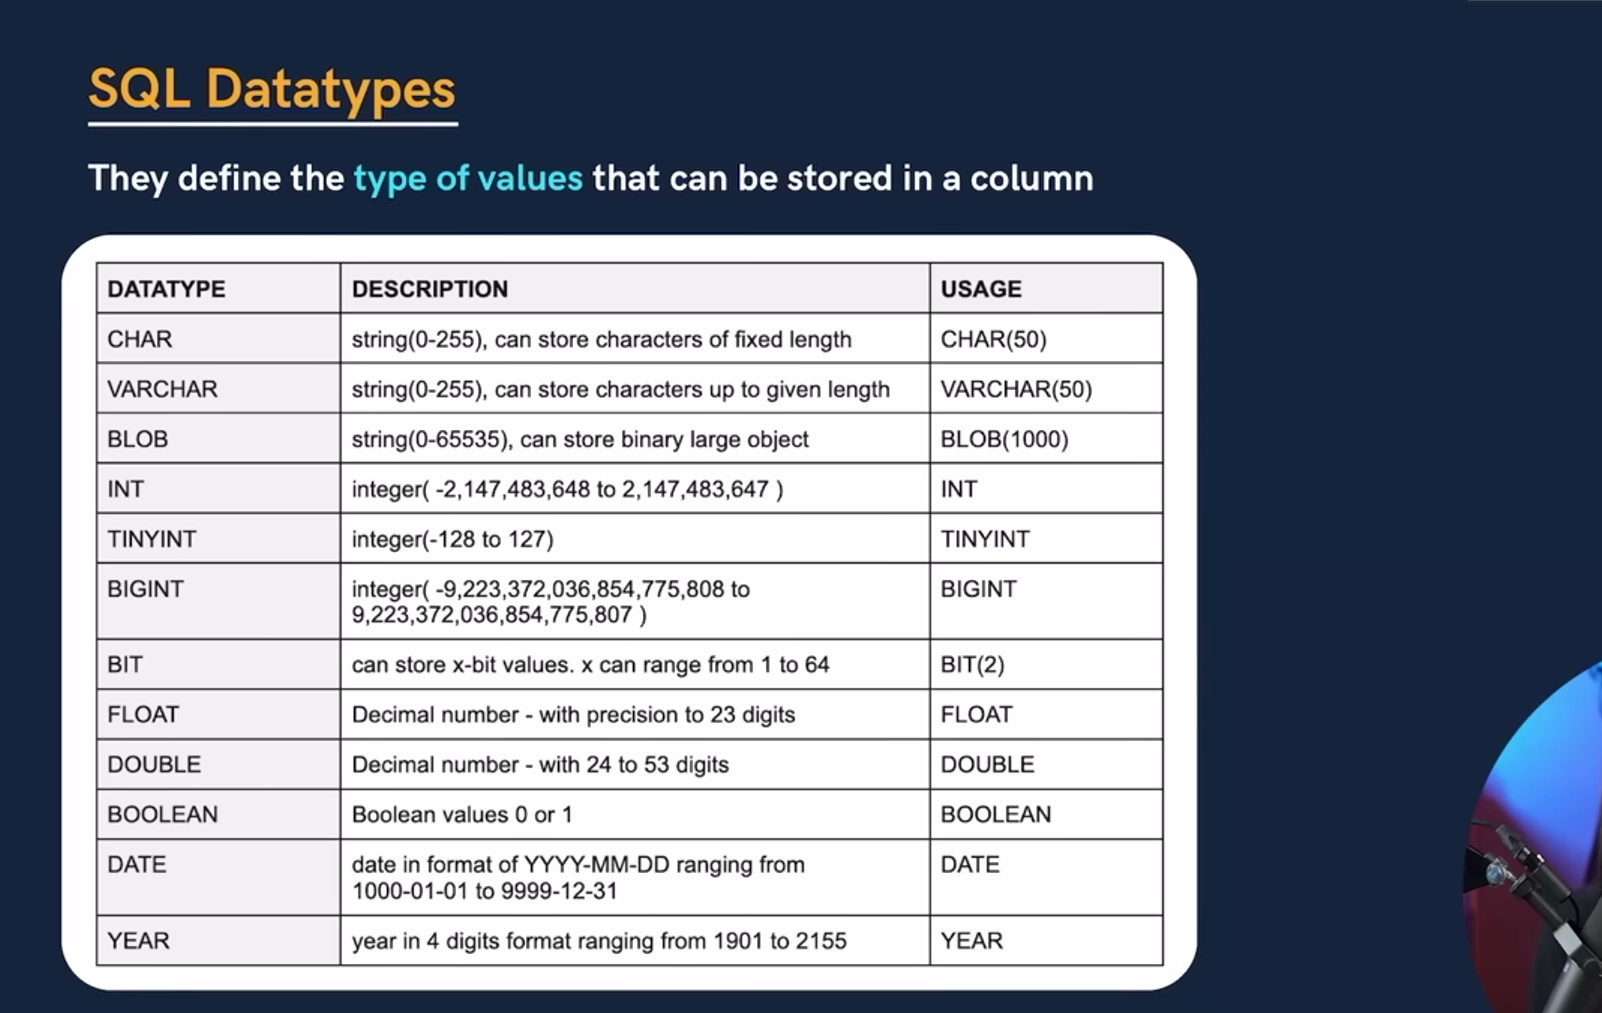 SQL Datatypes
They define the type of values that can be stored in a column
DATATYPE DESCRIPTION USAGE
CHAR string(0-255), can store characters of fixed length CHAR(50)
VARCHAR string(0-255), can store characters up to given length VARCHAR(50)
BLOB string(0-65535), can store binary large object BLOB(1000)
INT integer( -2,147,483,648 to 2,147,483,647 ) INT
TINYINT integer(-128 to 127) TINYINT
BIGINT integer( -9,223,372,036,854,775,808 to BIGINT
9,223,372,036,854,775,807 )
BIT can store x-bit values. x can range from 1 to 64 BIT(2)
FLOAT Decimal number - with precision to 23 digits FLOAT
DOUBLE Decimal number - with 24 to 53 digits DOUBLE
BOOLEAN Boolean values 0 or 1 BOOLEAN
DATE date in format of YYYY-MM-DD ranging from DATE
1000-01-01 to 9999-12-31
YEAR year in 4 digits format ranging from 1901 to 2155 YEAR